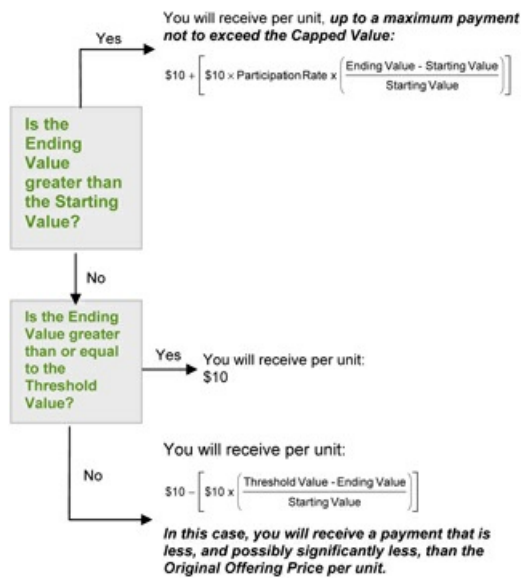 You will receive per unit, up to a maximum payment
not to exceed the Capped Value:
Yes
$10 + [ $10 × Participation Rate x ( Ending Value - Starting Value / Starting Value ) ]
Is the
Ending
Value
greater than
the Starting
Value?
No
Is the Ending
Value greater
than or equal
to the
Threshold
Value?
Yes
You will receive per unit:
$10
No
You will receive per unit:
$10 – [ $10 x ( Threshold Value - Ending Value / Starting Value ) ]
In this case, you will receive a payment that is
less, and possibly significantly less, than the
Original Offering Price per unit.